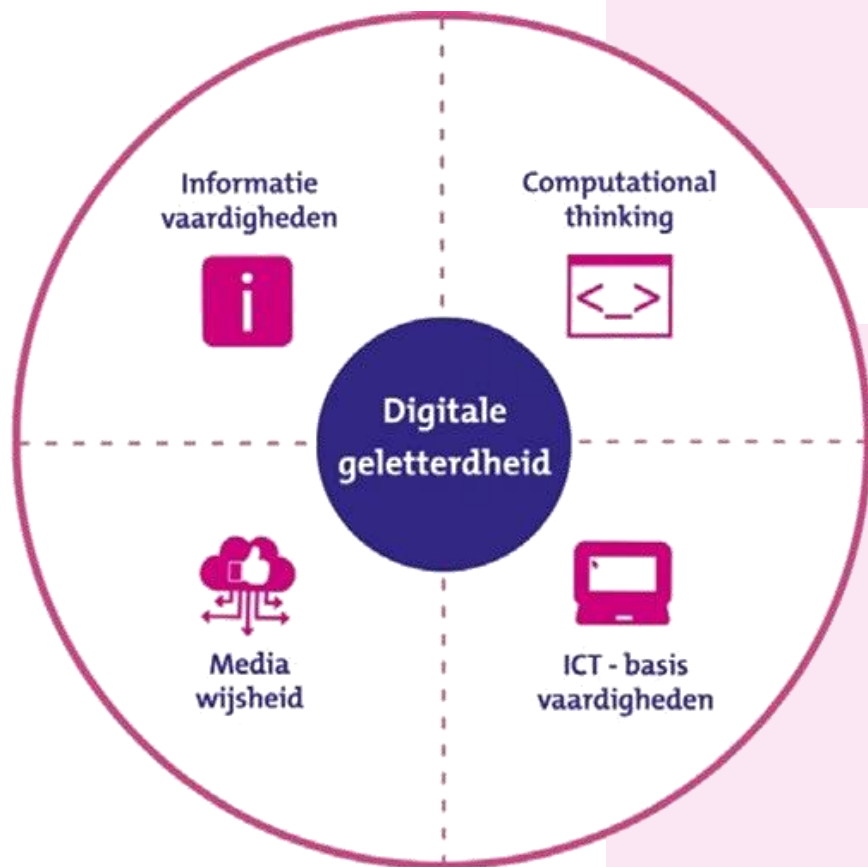 Informatie
vaardigheden
i
Computational
thinking
<_>
Digitale
geletterdheid
Media
wijsheid
ICT - basis
vaardigheden